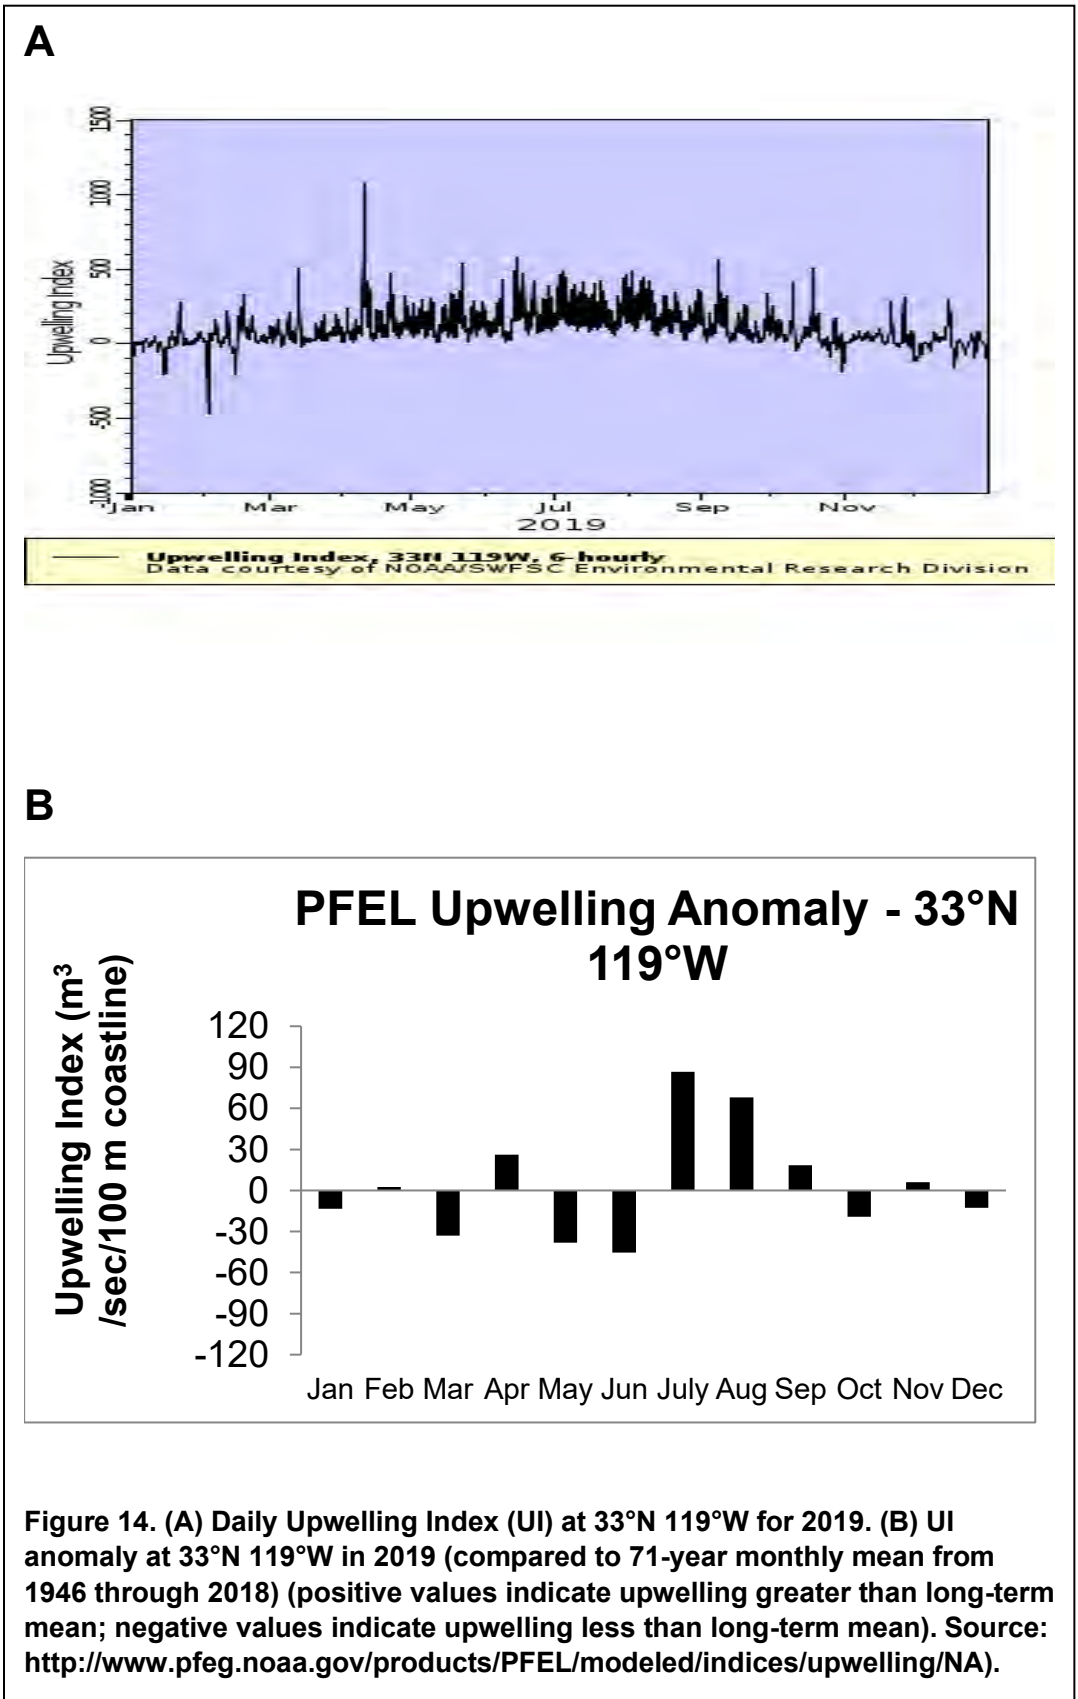 A
1500
1000
500
0
-500
-1000
Upwelling Index
Jan Mar May Jul Sep Nov
2019
Upwelling Index, 33N 119W, 6-hourly
Data courtesy of NOAA/SWFSC Environmental Research Division
B
PFEL Upwelling Anomaly - 33°N
119°W
Upwelling Index (m³
/sec/100 m coastline)
120
90
60
30
0
-30
-60
-90
-120
Jan Feb Mar Apr May Jun July Aug Sep Oct Nov Dec
Figure 14. (A) Daily Upwelling Index (UI) at 33°N 119°W for 2019. (B) UI
anomaly at 33°N 119°W in 2019 (compared to 71-year monthly mean from
1946 through 2018) (positive values indicate upwelling greater than long-term
mean; negative values indicate upwelling less than long-term mean). Source:
http://www.pfeg.noaa.gov/products/PFEL/modeled/indices/upwelling/NA).